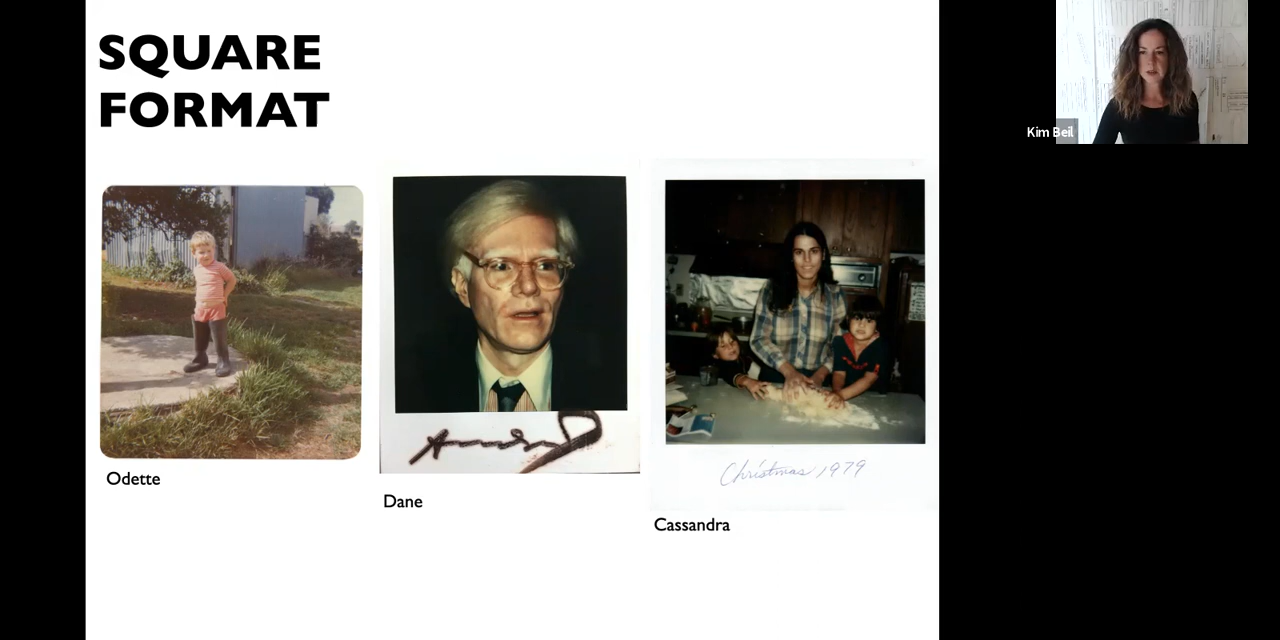 SQUARE
FORMAT
Kim Beil
Christmas 1979
Odette
Dane
Cassandra